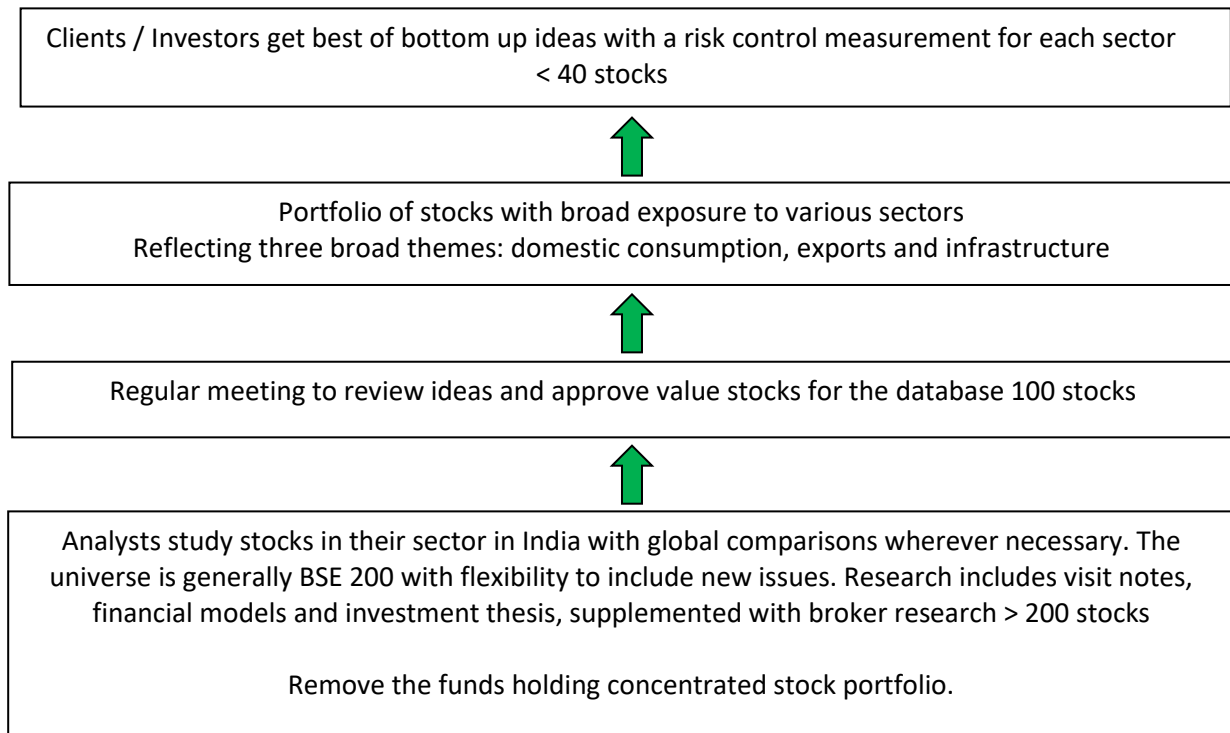 Clients / Investors get best of bottom up ideas with a risk control measurement for each sector
< 40 stocks
Portfolio of stocks with broad exposure to various sectors
Reflecting three broad themes: domestic consumption, exports and infrastructure
Regular meeting to review ideas and approve value stocks for the database 100 stocks
Analysts study stocks in their sector in India with global comparisons wherever necessary. The
universe is generally BSE 200 with flexibility to include new issues. Research includes visit notes,
financial models and investment thesis, supplemented with broker research > 200 stocks
Remove the funds holding concentrated stock portfolio.